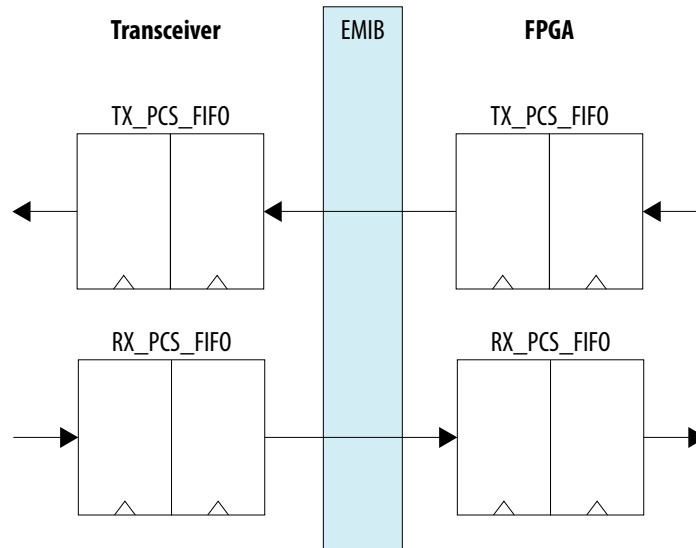 Transceiver
EMIB
FPGA
TX_PCS_FIFO
TX_PCS_FIFO
RX_PCS_FIFO
RX_PCS_FIFO